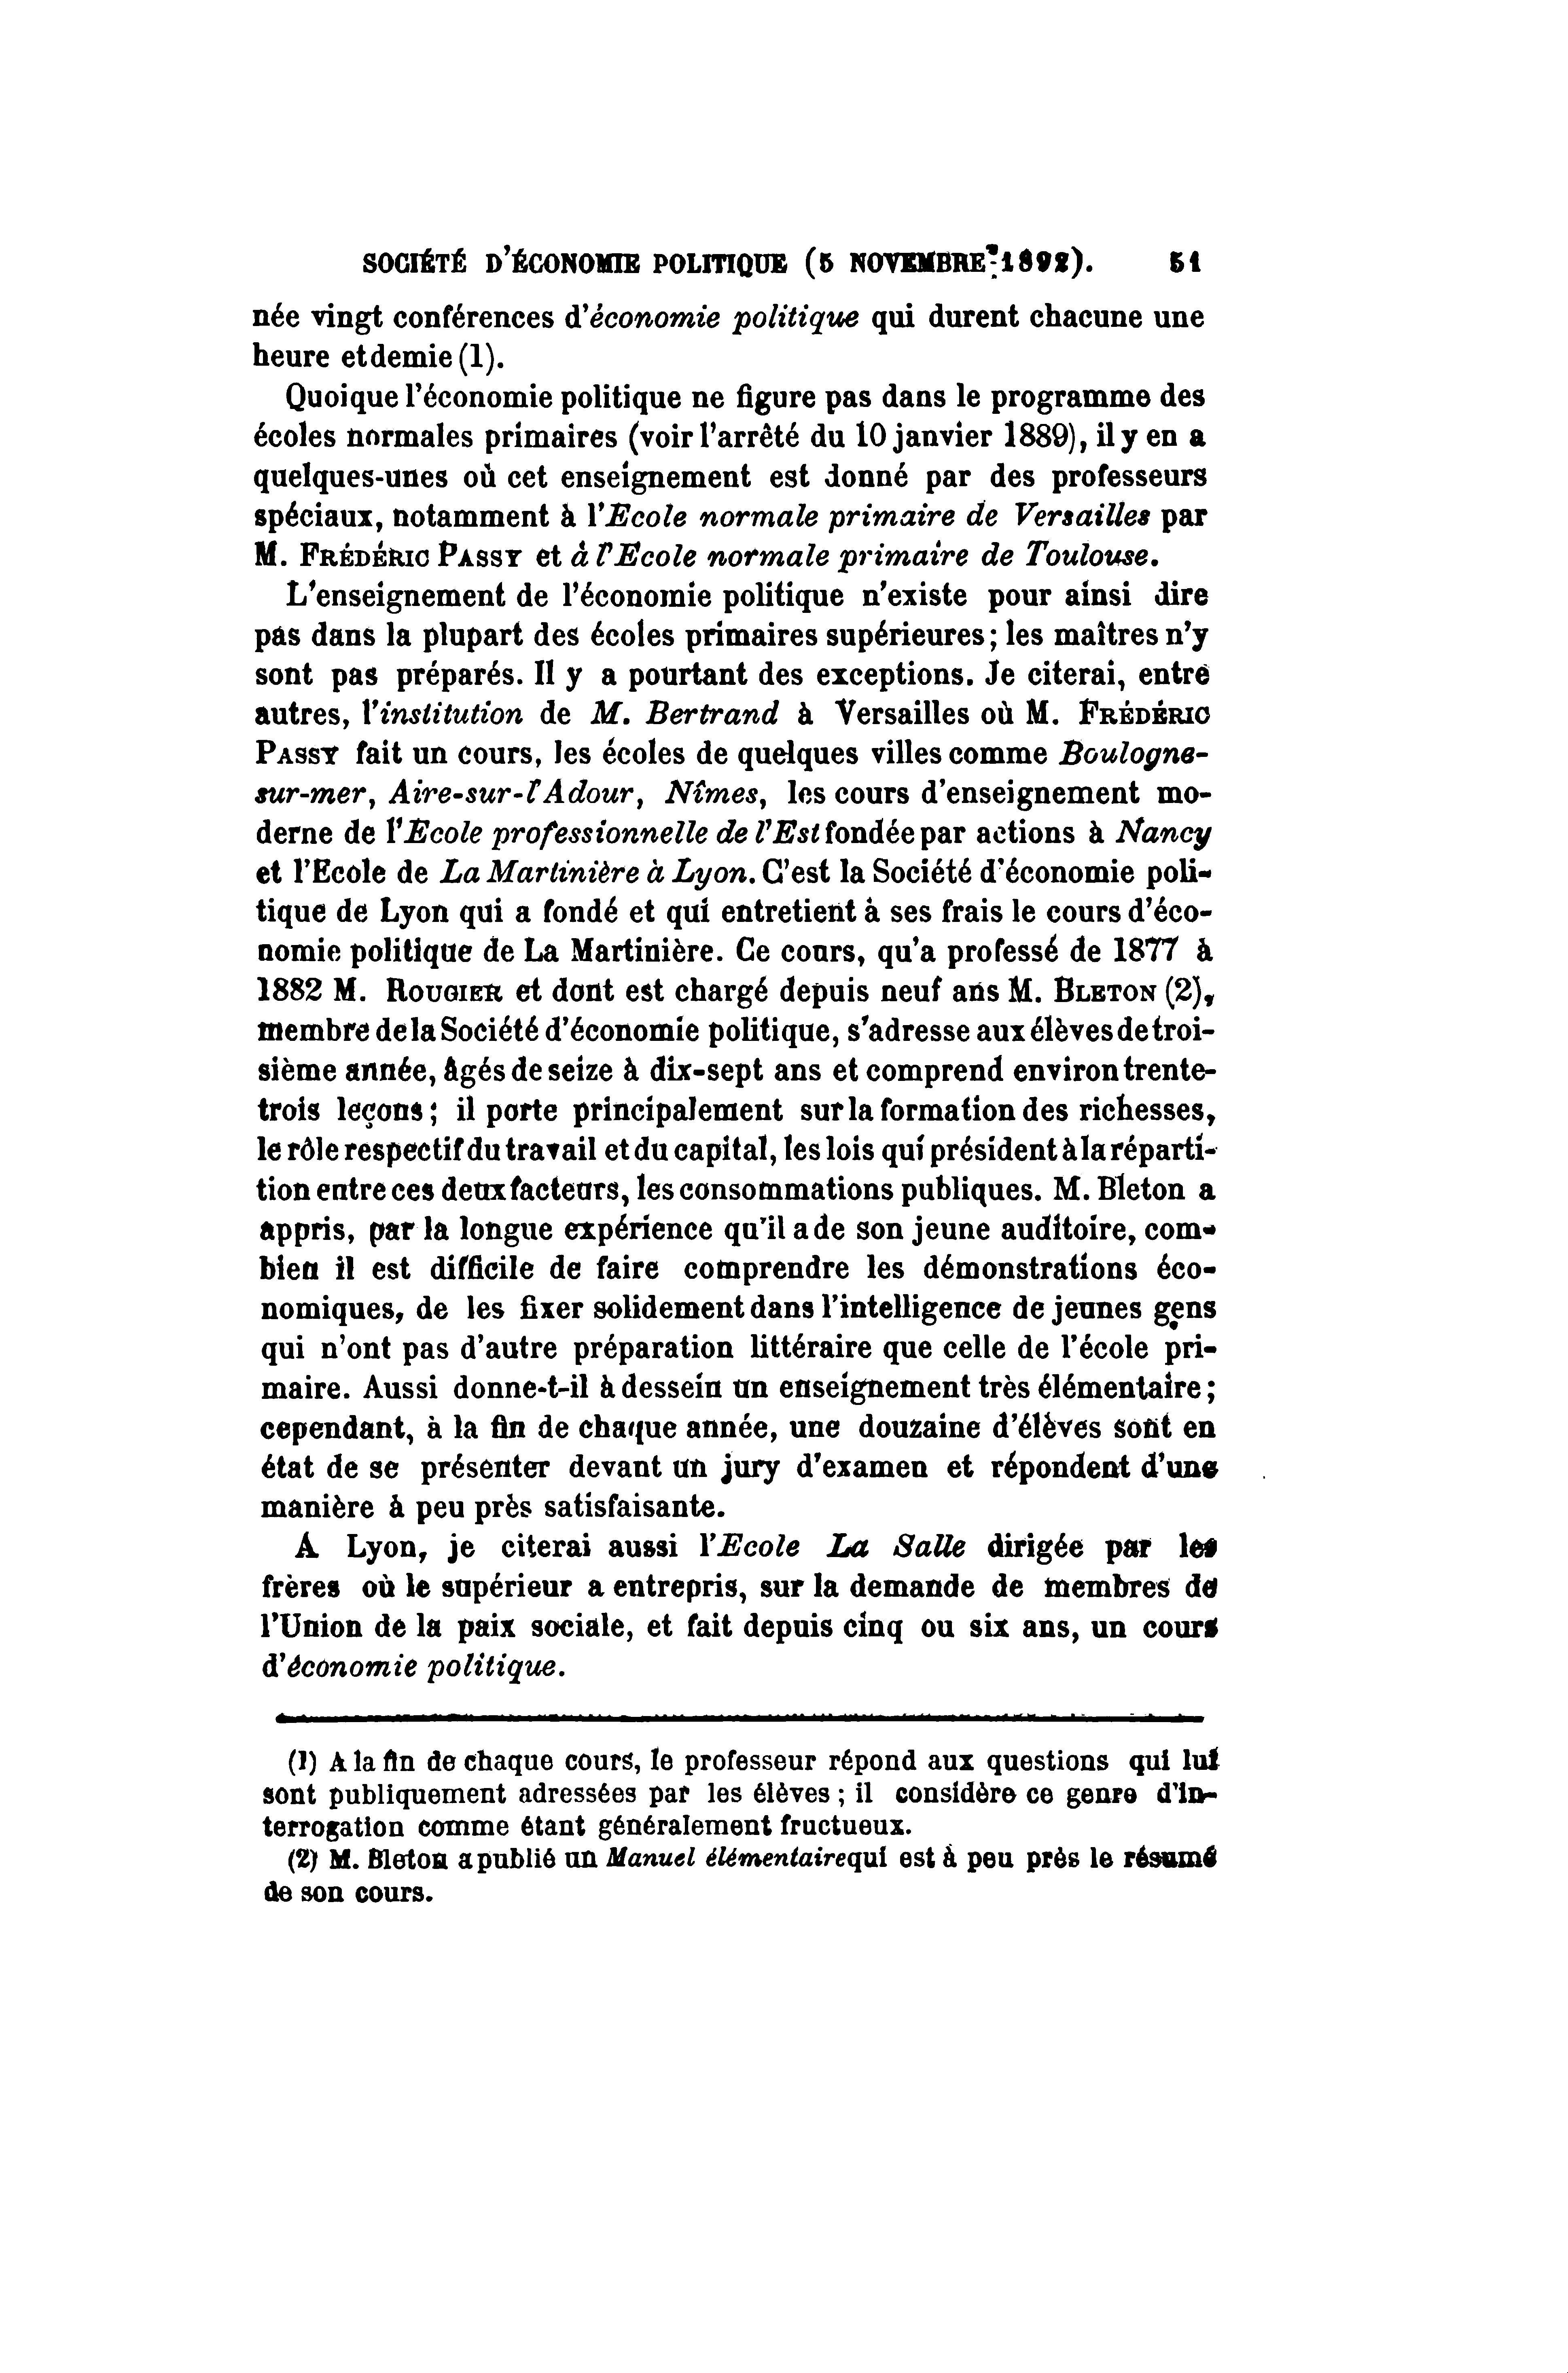 SOCIÉTÉ D'ÉCONOMIE POLITIQUE (5 NOVEMBRE 1892). 51
née vingt conférences d'économie politique qui durent chacune une
heure et demie (1).
Quoique l'économie politique ne figure pas dans le programme des
écoles normales primaires (voir l'arrêté du 10 janvier 1889), il y en a
quelques-unes où cet enseignement est donné par des professeurs
spéciaux, notamment à l'Ecole normale primaire de Versailles par
M. FRÉDÉRIC PASSY et à l'Ecole normale primaire de Toulouse.
L'enseignement de l'économie politique n'existe pour ainsi dire
pas dans la plupart des écoles primaires supérieures; les maîtres n'y
sont pas préparés. Il y a pourtant des exceptions. Je citerai, entre
autres, l'institution de M. Bertrand à Versailles où M. FRÉDÉRIC
PASSY fait un cours, les écoles de quelques villes comme Boulogne-
sur-mer, Aire-sur-l'Adour, Nîmes, les cours d'enseignement mo-
derne de l'Ecole professionnelle de l'Est fondée par actions à Nancy
et l'Ecole de La Martinière à Lyon. C'est la Société d'économie poli-
tique de Lyon qui a fondé et qui entretient à ses frais le cours d'éco-
nomie politique de La Martinière. Ce cours, qu'a professé de 1877 à
1882 M. ROUGIER et dont est chargé depuis neuf ans M. BLETON (2),
membre de la Société d'économie politique, s'adresse aux élèves de troi-
sième année, âgés de seize à dix-sept ans et comprend environ trente-
trois leçons; il porte principalement sur la formation des richesses,
le rôle respectif du travail et du capital, les lois qui président à la réparti-
tion entre ces deux facteurs, les consommations publiques. M. Bleton a
appris, par la longue expérience qu'il a de son jeune auditoire, com-
bien il est difficile de faire comprendre les démonstrations éco-
nomiques, de les fixer solidement dans l'intelligence de jeunes gens
qui n'ont pas d'autre préparation littéraire que celle de l'école pri-
maire. Aussi donne-t-il à dessein un enseignement très élémentaire;
cependant, à la fin de chaque année, une douzaine d'élèves sont en
état de se présenter devant un jury d'examen et répondent d'une
manière à peu près satisfaisante.
A Lyon, je citerai aussi l'Ecole La Salle dirigée par les
frères où le supérieur a entrepris, sur la demande de membres de
l'Union de la paix sociale, et fait depuis cinq ou six ans, un cours
d'économie politique.
(1) A la fin de chaque cours, le professeur répond aux questions qui lui
sont publiquement adressées par les élèves; il considère ce genre d'in-
terrogation comme étant généralement fructueux.
(2) M. Bleton a publié un Manuel élémentaire qui est à peu près le résumé
de son cours.